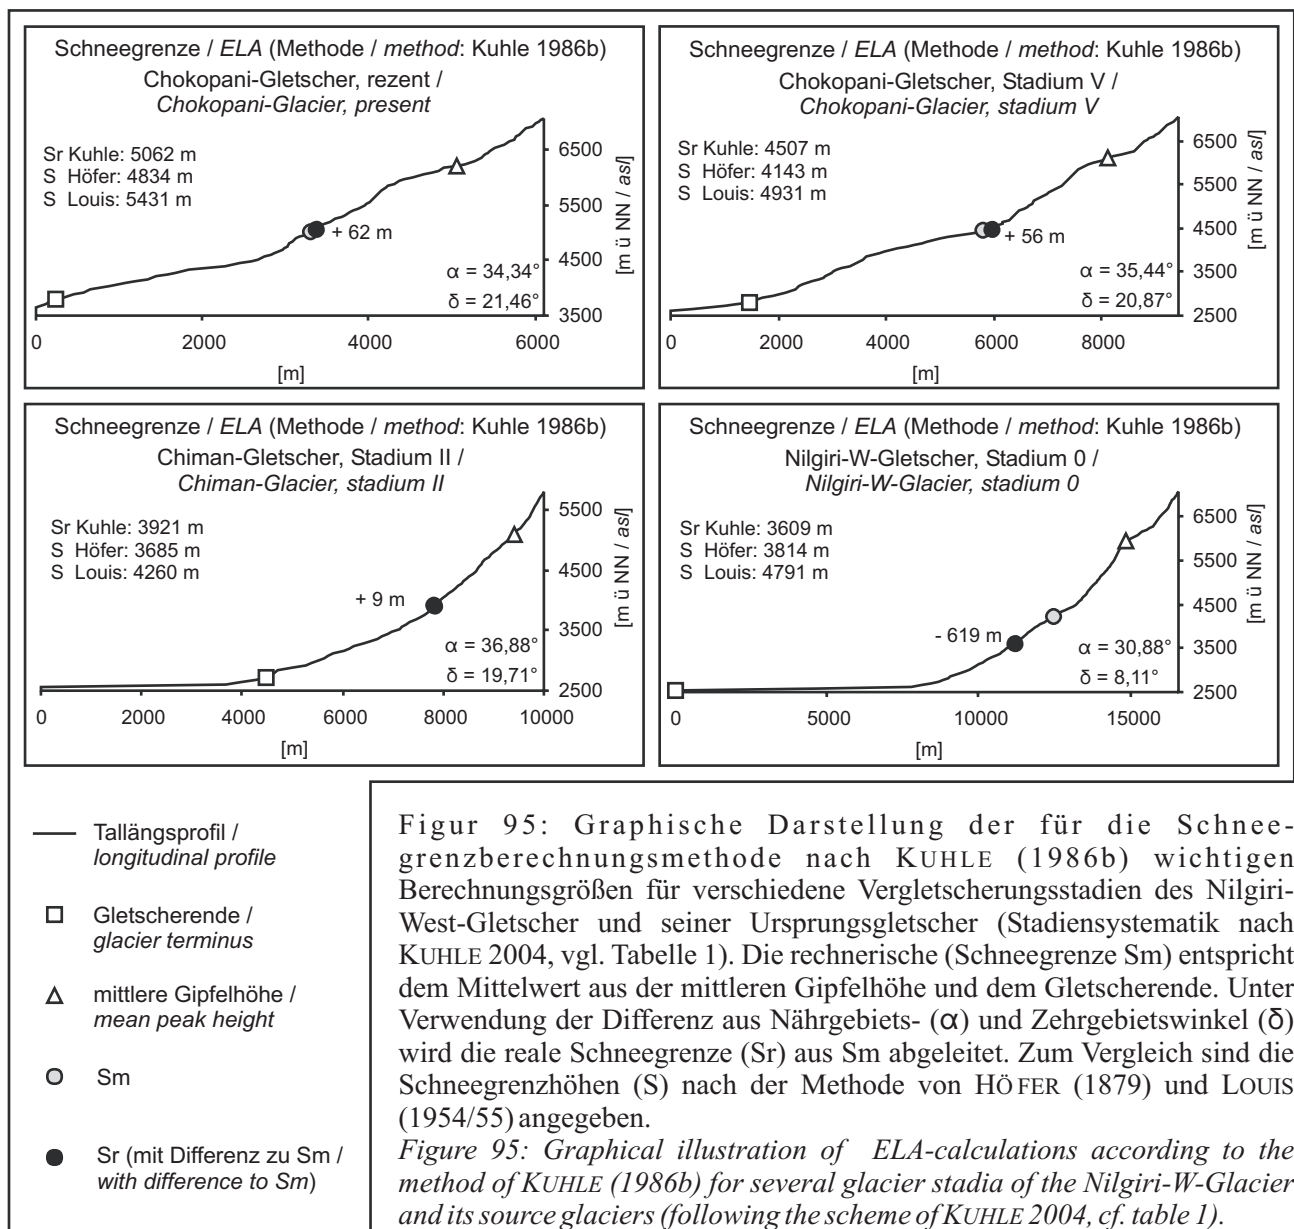 Schneegrenze / ELA (Methode / method: Kuhle 1986b)
Chokopani-Gletscher, rezent /
Chokopani-Glacier, present
Sr Kuhle: 5062 m
S Höfer: 4834 m
S Louis: 5431 m
+ 62 m
α = 34,34°
δ = 21,46°
6500
5500
4500
3500
[m ü NN / asl]
0 2000 4000 6000
[m]
Schneegrenze / ELA (Methode / method: Kuhle 1986b)
Chokopani-Gletscher, Stadium V /
Chokopani-Glacier, stadium V
Sr Kuhle: 4507 m
S Höfer: 4143 m
S Louis: 4931 m
+ 56 m
α = 35,44°
δ = 20,87°
6500
5500
4500
3500
2500
[m ü NN / asl]
0 2000 4000 6000 8000
[m]
Schneegrenze / ELA (Methode / method: Kuhle 1986b)
Chiman-Gletscher, Stadium II /
Chiman-Glacier, stadium II
Sr Kuhle: 3921 m
S Höfer: 3685 m
S Louis: 4260 m
+ 9 m
α = 36,88°
δ = 19,71°
5500
4500
3500
2500
[m ü NN / asl]
0 2000 4000 6000 8000 10000
[m]
Schneegrenze / ELA (Methode / method: Kuhle 1986b)
Nilgiri-W-Gletscher, Stadium 0 /
Nilgiri-W-Glacier, stadium 0
Sr Kuhle: 3609 m
S Höfer: 3814 m
S Louis: 4791 m
- 619 m
α = 30,88°
δ = 8,11°
6500
5500
4500
3500
2500
[m ü NN / asl]
0 5000 10000 15000
[m]
Tallängsprofil /
longitudinal profile
Gletscherende /
glacier terminus
mittlere Gipfelhöhe /
mean peak height
Sm
Sr (mit Differenz zu Sm /
with difference to Sm)
Figur 95: Graphische Darstellung der für die Schnee-
grenzberechnungsmethode nach KUHLE (1986b) wichtigen
Berechnungsgrößen für verschiedene Vergletscherungsstadien des Nilgiri-
West-Gletscher und seiner Ursprungsgletscher (Stadiensystematik nach
KUHLE 2004, vgl. Tabelle 1). Die rechnerische (Schneegrenze Sm) entspricht
dem Mittelwert aus der mittleren Gipfelhöhe und dem Gletscherende. Unter
Verwendung der Differenz aus Nährgebiets- (α) und Zehrgebietswinkel (δ)
wird die reale Schneegrenze (Sr) aus Sm abgeleitet. Zum Vergleich sind die
Schneegrenzhöhen (S) nach der Methode von HÖFER (1879) und LOUIS
(1954/55) angegeben.
Figure 95: Graphical illustration of ELA-calculations according to the
method of KUHLE (1986b) for several glacier stadia of the Nilgiri-W-Glacier
and its source glaciers (following the scheme of KUHLE 2004, cf. table 1).